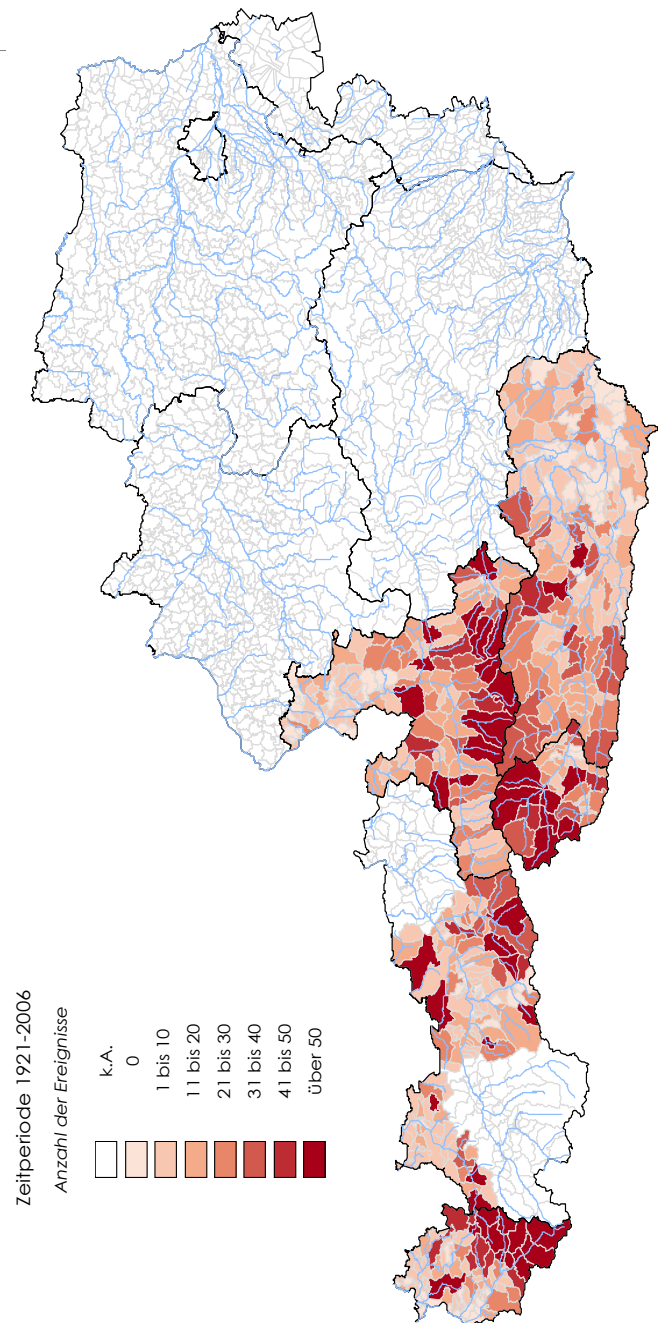 Zeitperiode 1921-2006
Anzahl der Ereignisse
k.A.
0
1 bis 10
11 bis 20
21 bis 30
31 bis 40
41 bis 50
über 50